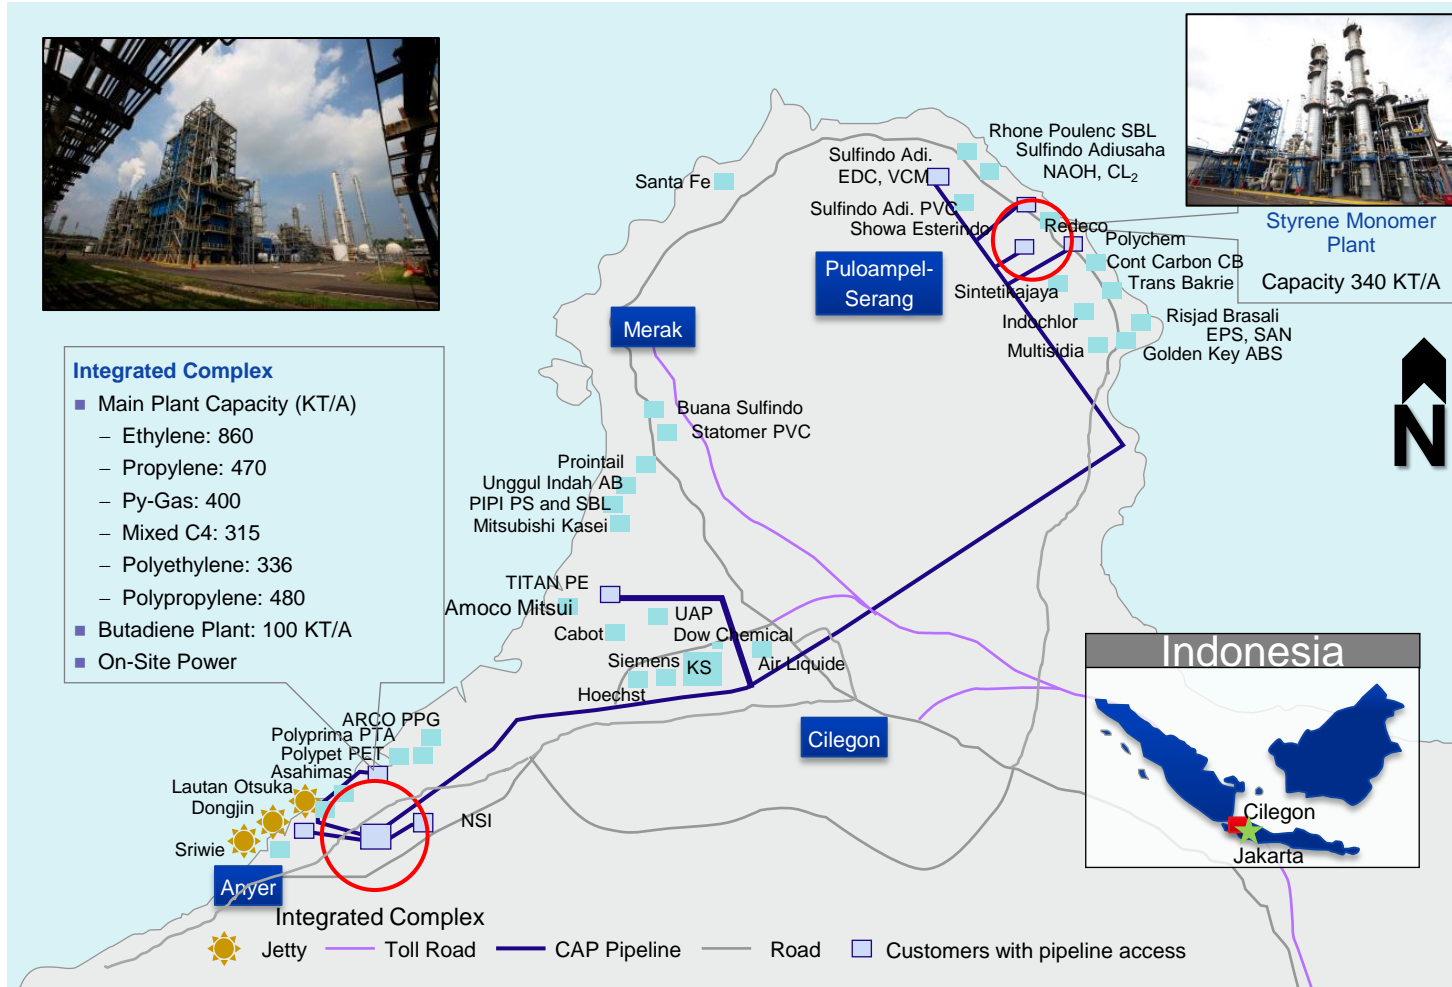 Rhone Poulenc SBL
Sulfindo Adi.
EDC, VCM
Sulfindo Adiusaha
NAOH, CL₂
Santa Fe
Sulfindo Adi. PVC
Showa Esterindo
Redeco
Polychem
Cont Carbon CB
Trans Bakrie
Styrene Monomer
Plant
Capacity 340 KT/A
Puloampel-
Serang
Sintetikajaya
Indochlor
Multisidia
Risjad Brasali
EPS, SAN
Golden Key ABS
Merak
N
Integrated Complex
Main Plant Capacity (KT/A)
– Ethylene: 860
– Propylene: 470
– Py-Gas: 400
– Mixed C4: 315
– Polyethylene: 336
– Polypropylene: 480
Butadiene Plant: 100 KT/A
On-Site Power
Buana Sulfindo
Statomer PVC
Prointail
Unggul Indah AB
PIPI PS and SBL
Mitsubishi Kasei
TITAN PE
Amoco Mitsui
Cabot
UAP
Dow Chemical
Siemens
KS
Air Liquide
Hoechst
Cilegon
ARCO PPG
Polyprima PTA
Polypet PET
Asahimas
Lautan Otsuka
Dongjin
Sriwie
NSI
Anyer
Integrated Complex
Indonesia
Cilegon
Jakarta
Jetty
Toll Road
CAP Pipeline
Road
Customers with pipeline access